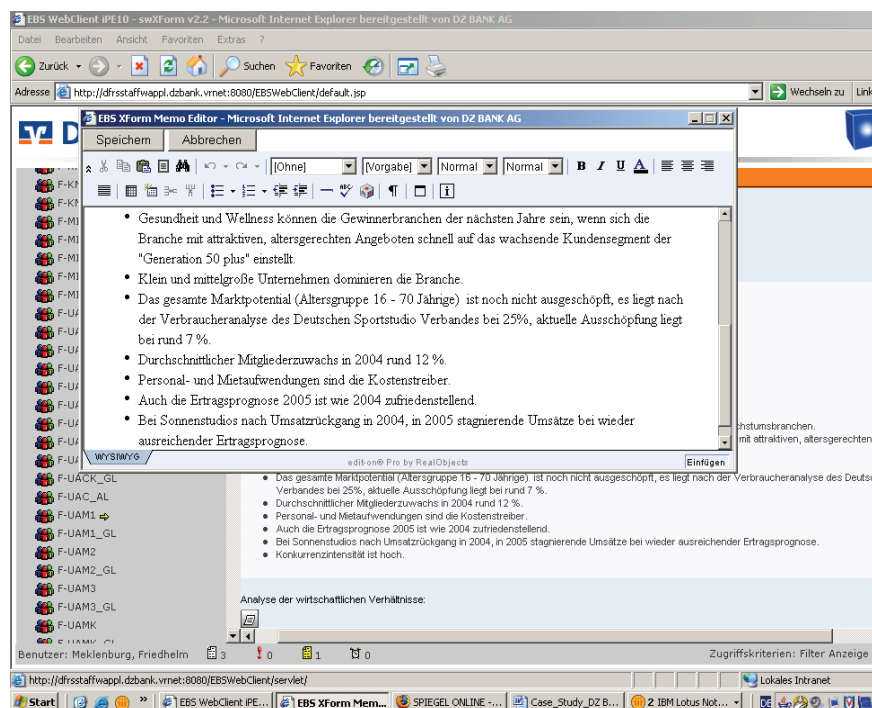 EBS WebClient iPE10 - swXForm v2.2 - Microsoft Internet Explorer bereitgestellt von DZ BANK AG
Datei Bearbeiten Ansicht Favoriten Extras ?
Zurück Suchen Favoriten
Adresse http://dfrsstaffwappl.dzbank.vrnet:8080/EBSWebClient/default.jsp Wechseln zu Link
EBS XForm Memo Editor - Microsoft Internet Explorer bereitgestellt von DZ BANK AG
Speichern Abbrechen
[Ohne] [Vorgabe] Normal Normal B I U A
• Gesundheit und Wellness können die Gewinnerbranchen der nächsten Jahre sein, wenn sich die
Branche mit attraktiven, altersgerechten Angeboten schnell auf das wachsende Kundensegment der
"Generation 50 plus" einstellt.
• Klein und mittelgroße Unternehmen dominieren die Branche.
• Das gesamte Marktpotential (Altersgruppe 16 - 70 Jährige) ist noch nicht ausgeschöpft, es liegt nach
der Verbraucheranalyse des Deutschen Sportstudio Verbandes bei 25%, aktuelle Ausschöpfung liegt
bei rund 7 %.
• Durchschnittlicher Mitgliederzuwachs in 2004 rund 12 %.
• Personal- und Mietaufwendungen sind die Kostenstreiber.
• Auch die Ertragsprognose 2005 ist wie 2004 zufriedenstellend.
• Bei Sonnenstudios nach Umsatzrückgang in 2004, in 2005 stagnierende Umsätze bei wieder
ausreichender Ertragsprognose.
WYSIWYG edit-on® Pro by RealObjects Einfügen
hstumsbranchen.
mit attraktiven, altersgerechten
F-UACK_GL
F-UAC_AL
F-UAM1
F-UAM1_GL
F-UAM2
F-UAM2_GL
F-UAM3
F-UAM3_GL
F-UAMK
• Das gesamte Marktpotential (Altersgruppe 16 - 70 Jährige) ist noch nicht ausgeschöpft, es liegt nach der Verbraucheranalyse des Deuts
Verbandes bei 25%, aktuelle Ausschöpfung liegt bei rund 7 %.
• Durchschnittlicher Mitgliederzuwachs in 2004 rund 12 %.
• Personal- und Mietaufwendungen sind die Kostenstreiber.
• Auch die Ertragsprognose 2005 ist wie 2004 zufriedenstellend.
• Bei Sonnenstudios nach Umsatzrückgang in 2004, in 2005 stagnierende Umsätze bei wieder ausreichender Ertragsprognose.
• Konkurrenzintensität ist hoch.
Analyse der wirtschaftlichen Verhältnisse:
Benutzer: Meklenburg, Friedhelm 3 0 1 0 Zugriffskriterien: Filter Anzeige
http://dfrsstaffwappl.dzbank.vrnet:8080/EBSWebClient/servlet/ Lokales Intranet
Start » EBS WebClient iPE... EBS XForm Mem... SPIEGEL ONLINE -... Case_Study_DZ B... 2 IBM Lotus Not... DE